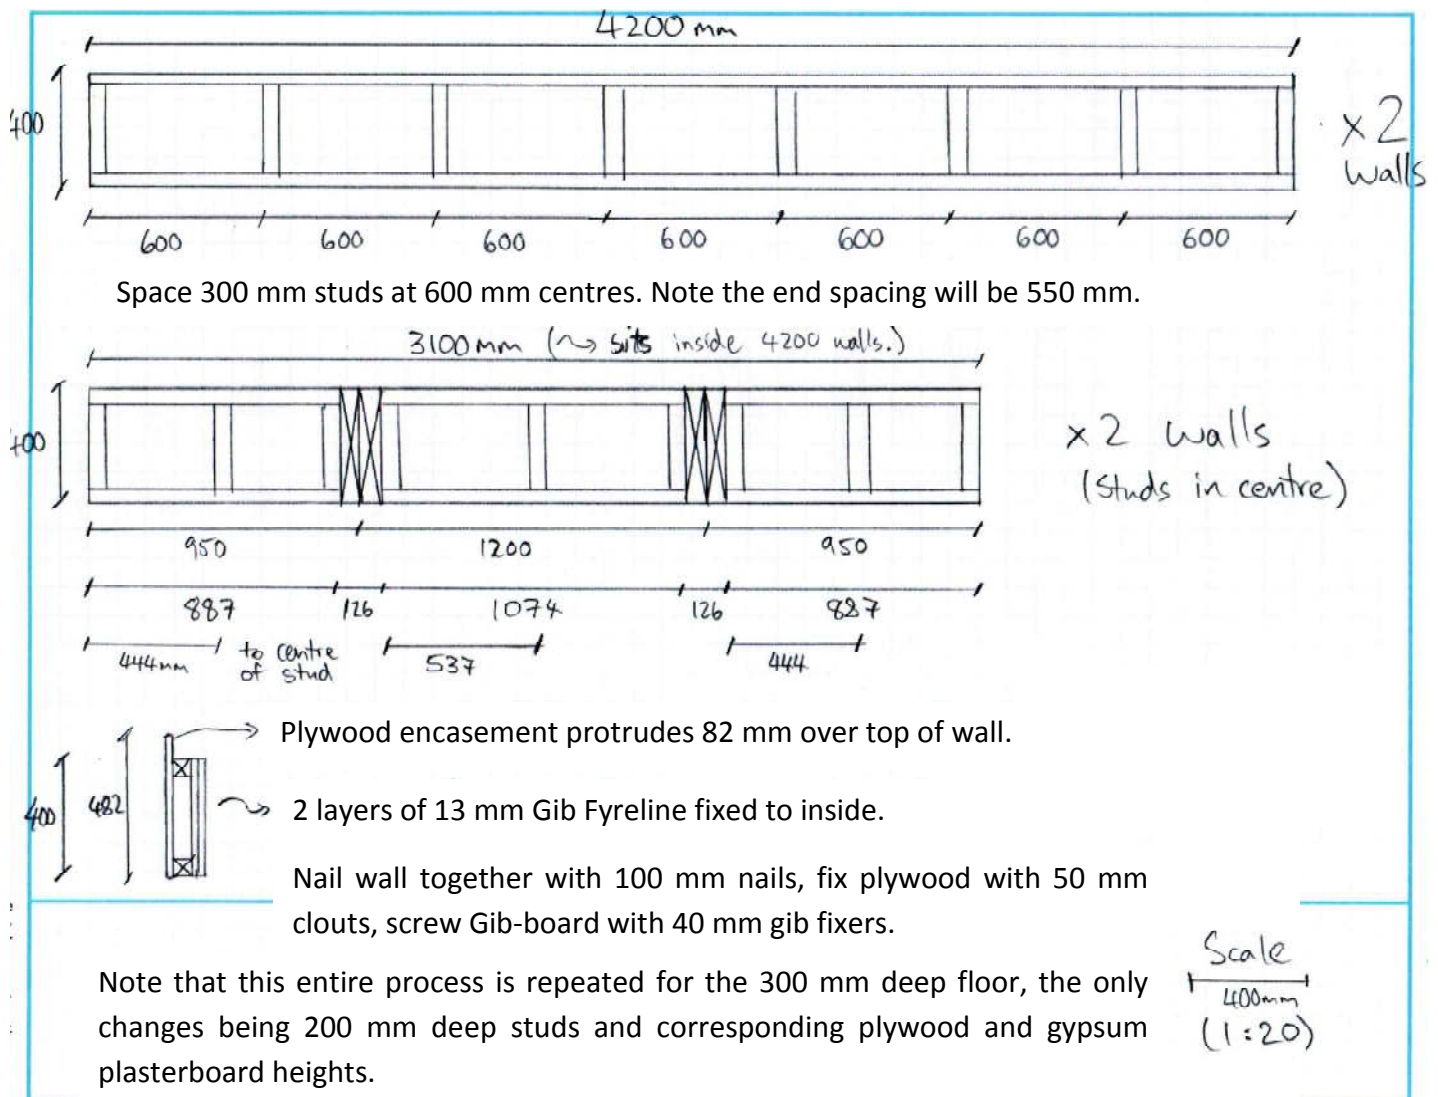 4200 mm
400
x 2
Walls
600 600 600 600 600 600 600
Space 300 mm studs at 600 mm centres. Note the end spacing will be 550 mm.
3100 mm (~> sits inside 4200 walls.)
400
x 2 walls
(studs in centre)
950 1200 950
887 126 1074 126 887
444mm to centre of stud 537 444
Plywood encasement protrudes 82 mm over top of wall.
400 482
2 layers of 13 mm Gib Fyreline fixed to inside.
Nail wall together with 100 mm nails, fix plywood with 50 mm
clouts, screw Gib-board with 40 mm gib fixers.
Scale
400mm
(1:20)
Note that this entire process is repeated for the 300 mm deep floor, the only
changes being 200 mm deep studs and corresponding plywood and gypsum
plasterboard heights.